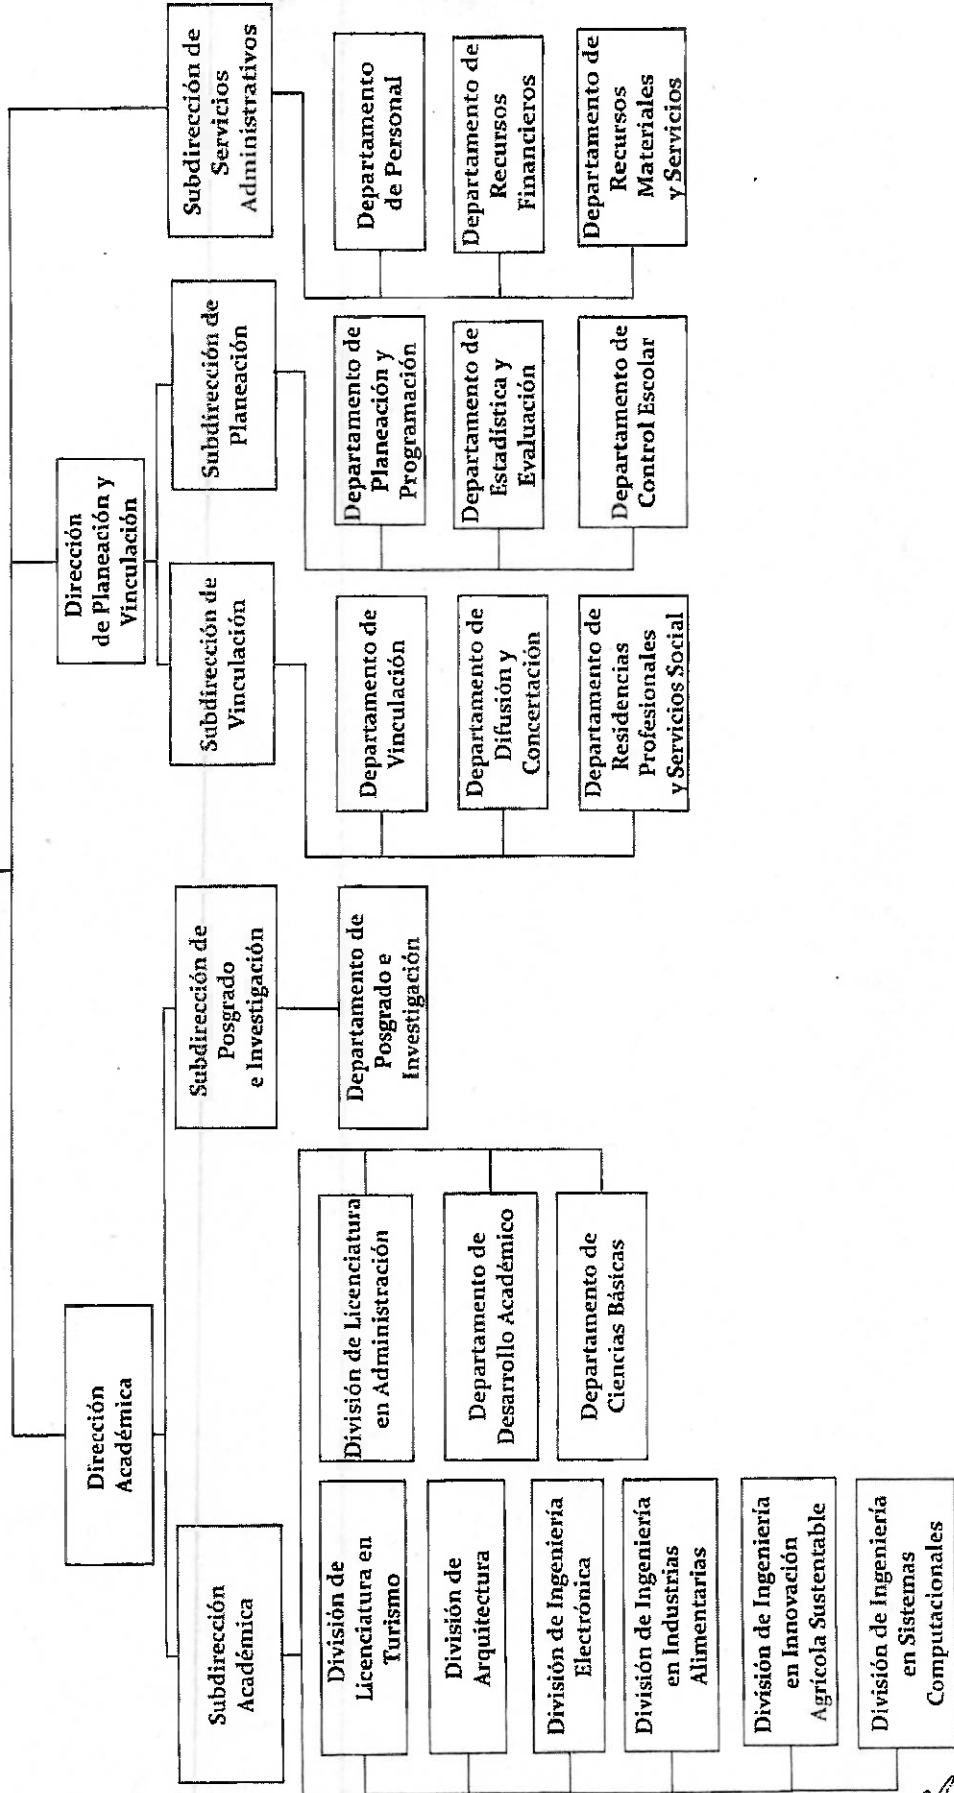 Dirección
Académica
Dirección
de Planeación y
Vinculación
Subdirección
Académica
Subdirección de
Posgrado
e Investigación
Subdirección de
Vinculación
Subdirección de
Planeación
Subdirección de
Servicios
Administrativos
División de
Licenciatura en
Turismo
División de
Arquitectura
División de Ingeniería
Electrónica
División de Ingeniería
en Industrias
Alimentarias
División de Ingeniería
en Innovación
Agrícola Sustentable
División de Ingeniería
en Sistemas
Computacionales
División de Licenciatura
en Administración
Departamento de
Desarrollo Académico
Departamento de
Ciencias Básicas
Departamento de
Posgrado e
Investigación
Departamento de
Vinculación
Departamento de
Difusión y
Concertación
Departamento de
Residencias
Profesionales
y Servicios Social
Departamento de
Planeación y
Programación
Departamento de
Estadística y
Evaluación
Departamento de
Control Escolar
Departamento
de Personal
Departamento de
Recursos
Financieros
Departamento de
Recursos
Materiales
y Servicios